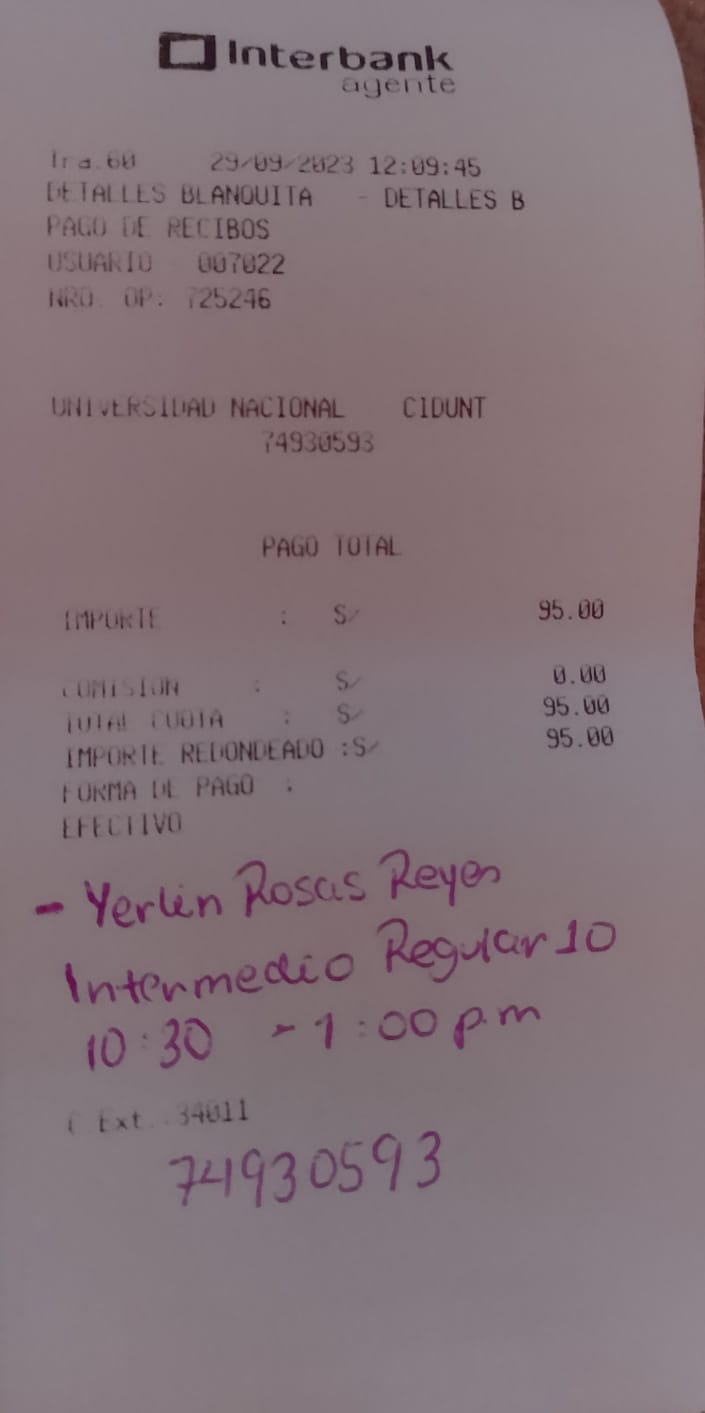 Interbank
agente
Tra.60 29/09/2023 12:09:45
DETALLES BLANQUITA - DETALLES B
PAGO DE RECIBOS
USUARIO 007022
NRO. OP: 725246
UNIVERSIDAD NACIONAL CIDUNT
74930593
PAGO TOTAL
IMPORTE : S/ 95.00
COMISION : S/ 0.00
TOTAL CUOTA : S/ 95.00
IMPORTE REDONDEADO :S/ 95.00
FORMA DE PAGO :
EFECTIVO
- Yerlin Rosas Reyes
Intermedio Regular 10
10:30 - 1:00 p.m
Ext. :34011
74930593